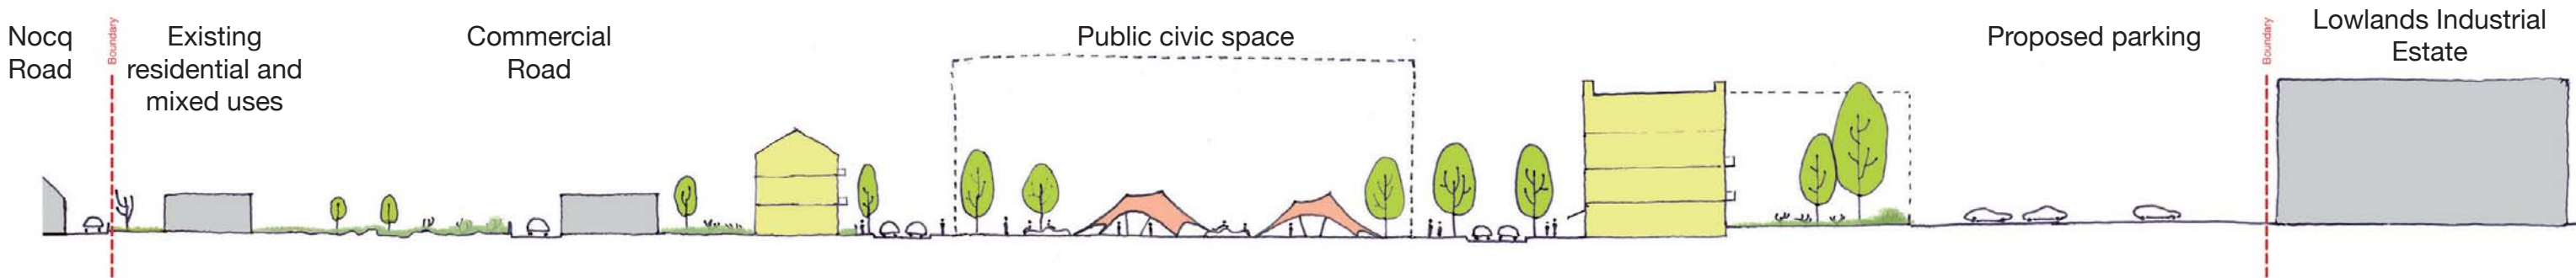 Nocq
Road
Boundary
Existing
residential and
mixed uses
Commercial
Road
Public civic space
Proposed parking
Boundary
Lowlands Industrial
Estate